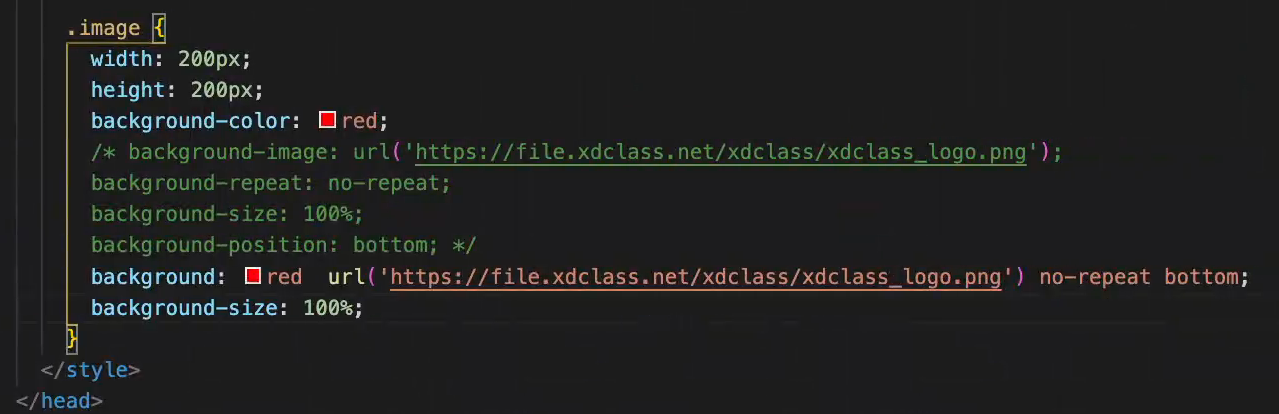 .image {
width: 200px;
height: 200px;
background-color: red;
/* background-image: url('https://file.xdclass.net/xdclass/xdclass_logo.png');
background-repeat: no-repeat;
background-size: 100%;
background-position: bottom; */
background: red  url('https://file.xdclass.net/xdclass/xdclass_logo.png') no-repeat bottom;
background-size: 100%;
}
</style>
</head>